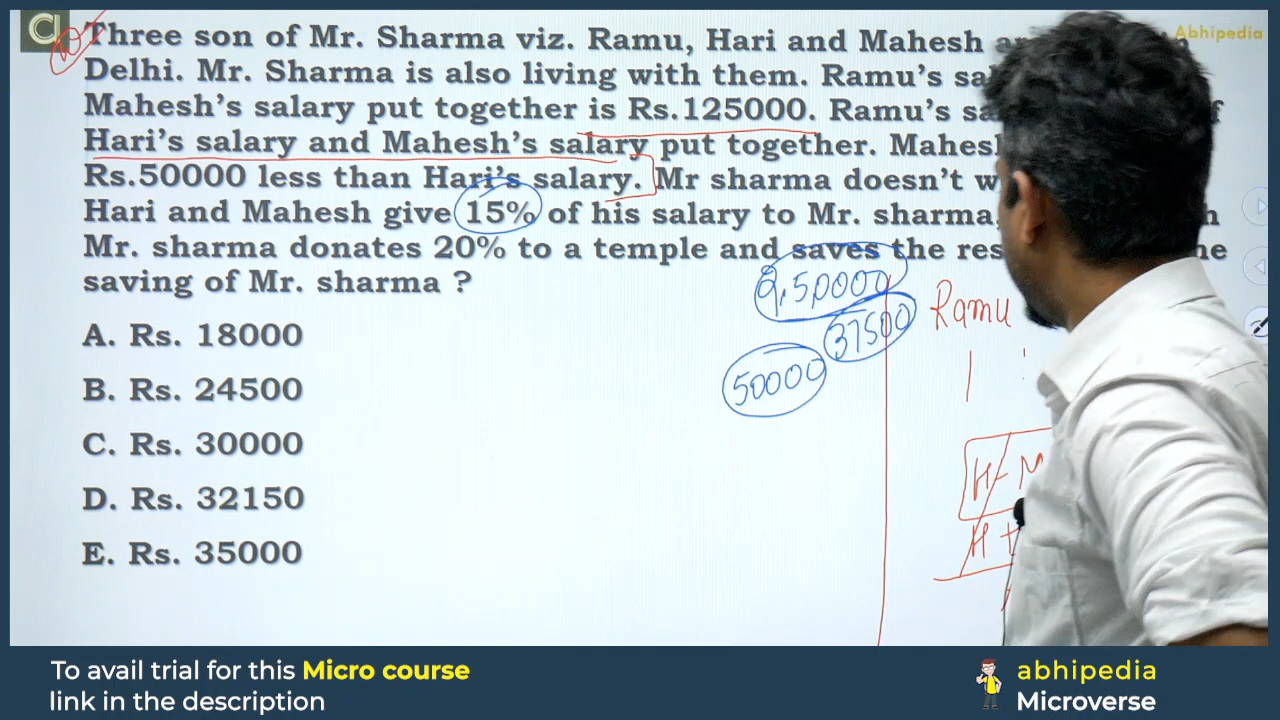 Abhipedia
Three son of Mr. Sharma viz. Ramu, Hari and Mahesh
Delhi. Mr. Sharma is also living with them. Ramu's
Mahesh's salary put together is Rs.125000. Ramu's
Hari's salary and Mahesh's salary put together.
Rs.50000 less than Hari's salary. Mr sharma doesn't
Hari and Mahesh give 15% of his salary to Mr. sharma
Mr. sharma donates 20% to a temple and saves the
saving of Mr. sharma ?
2,50000
37500
50000
Ramu
A. Rs. 18000
B. Rs. 24500
C. Rs. 30000
D. Rs. 32150
E. Rs. 35000
H - M
H +
To avail trial for this Micro course
link in the description
abhipedia
Microverse